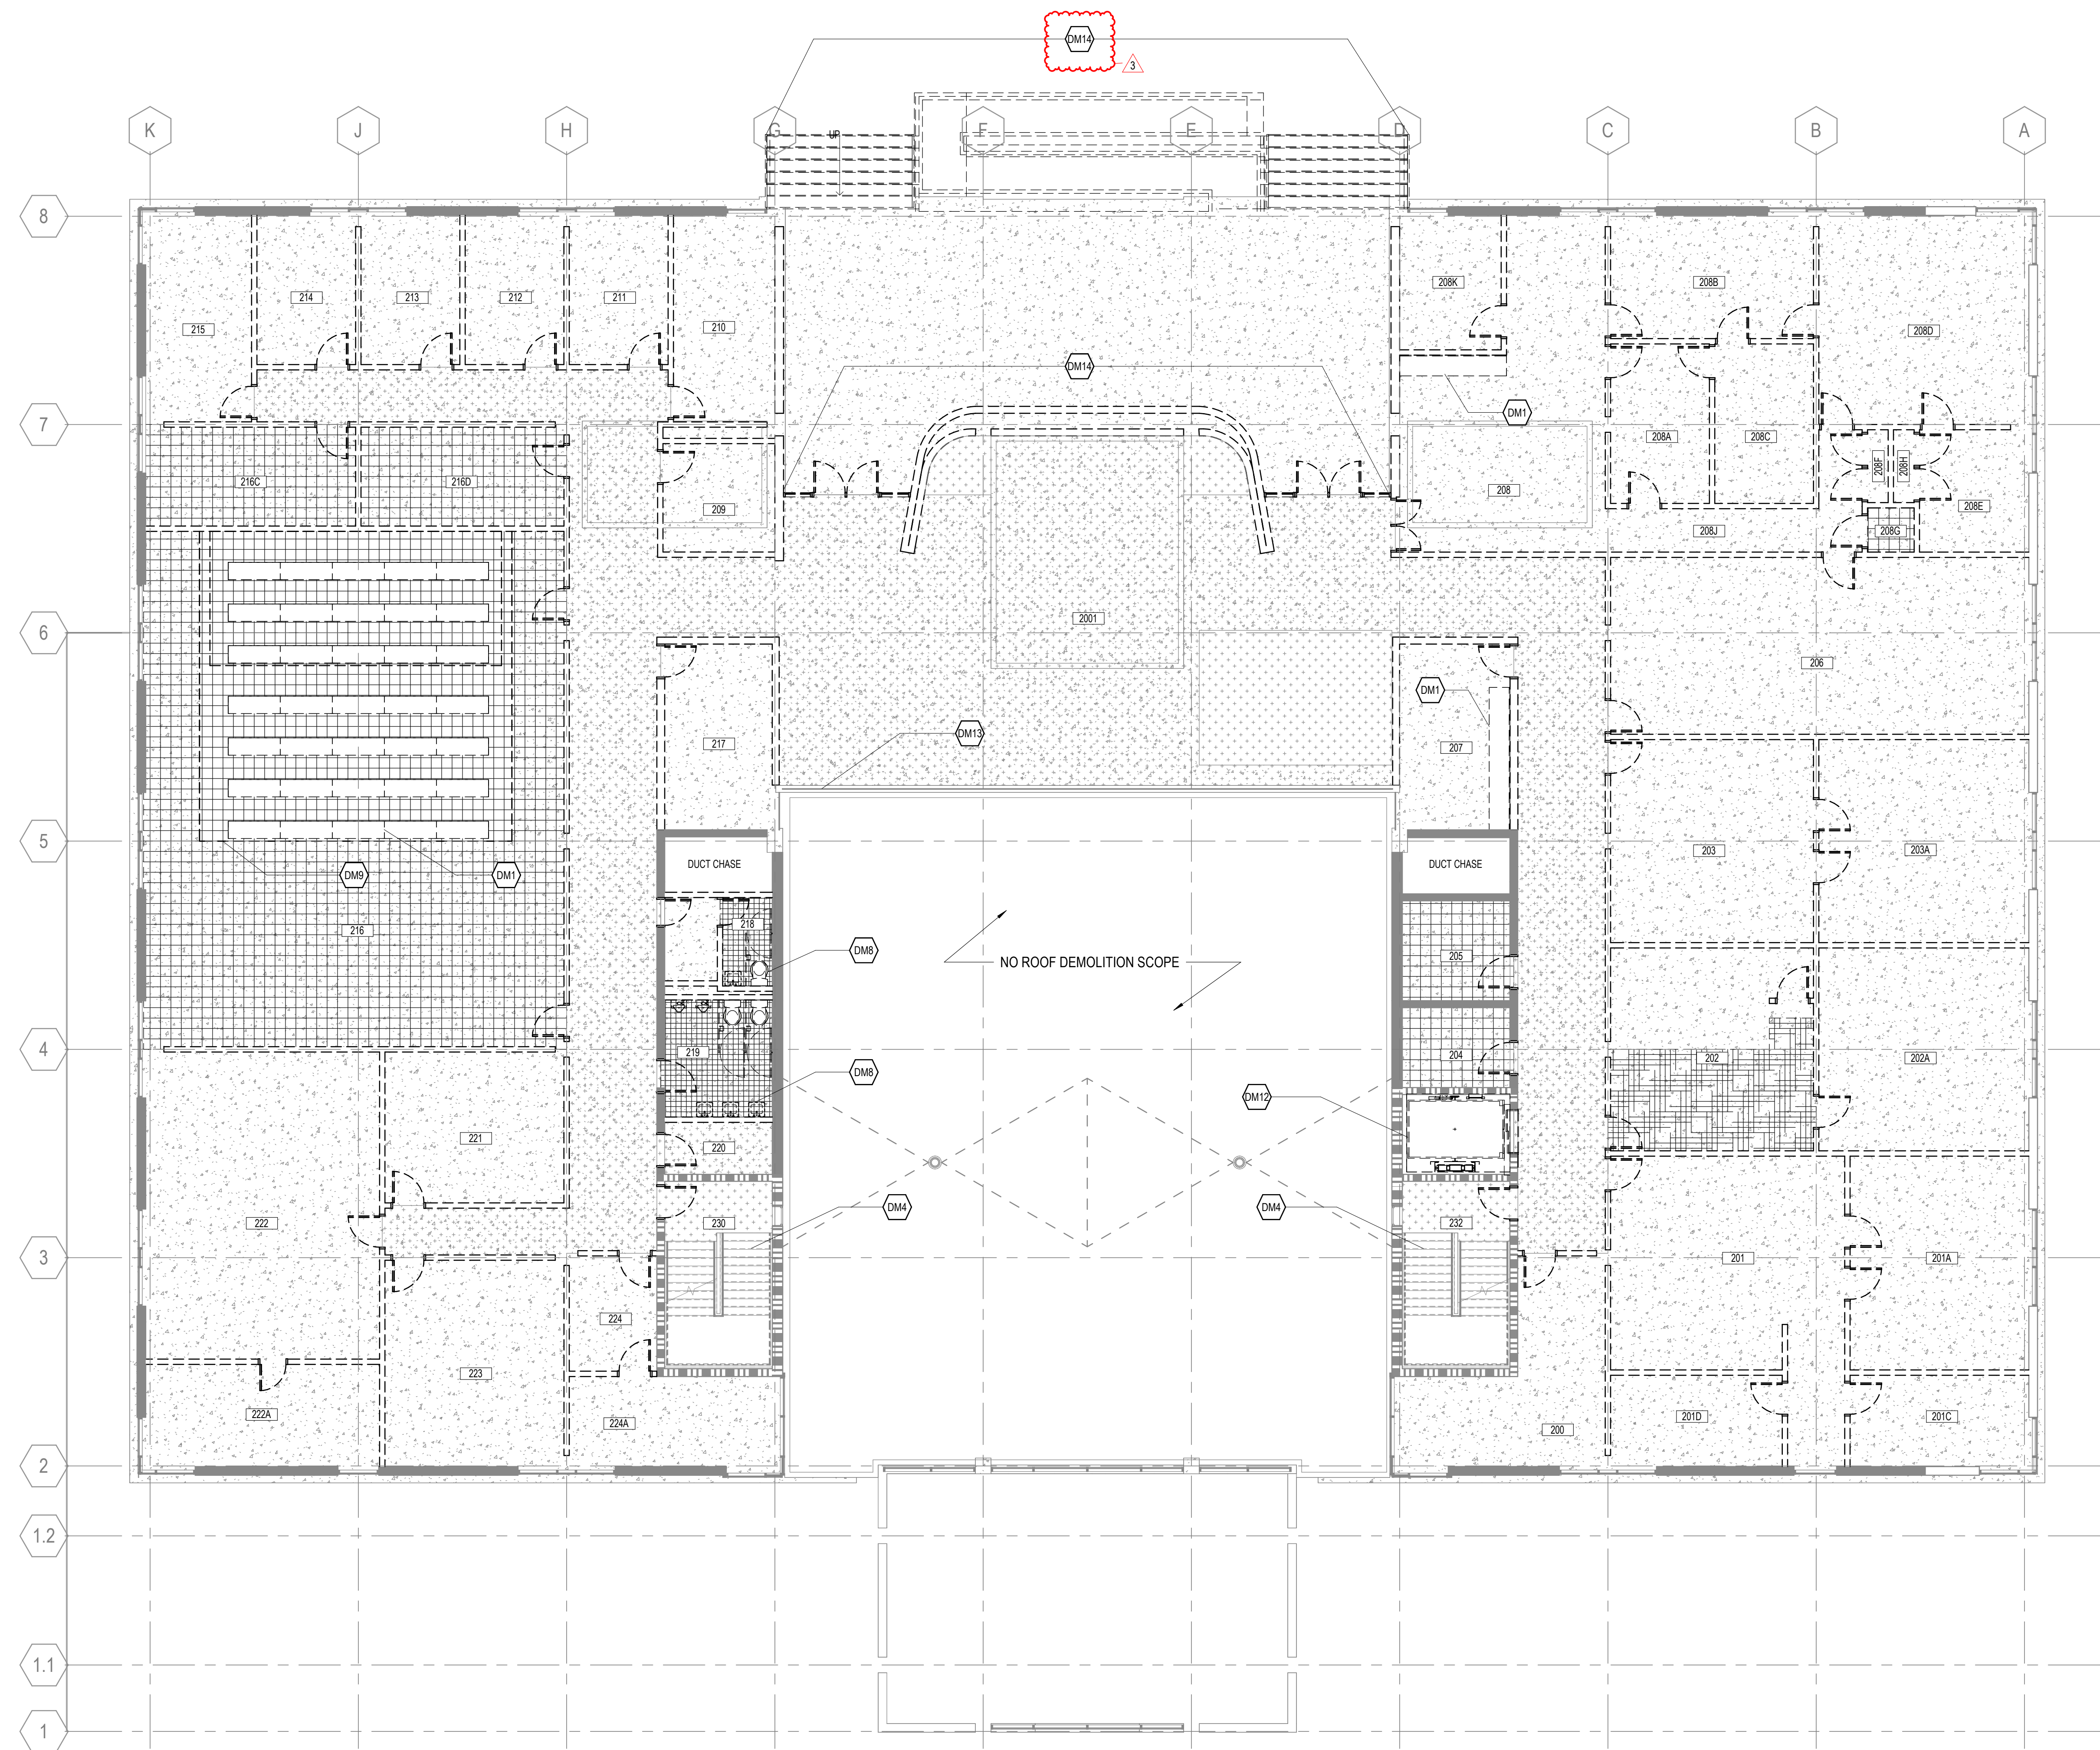 DM14
3
K
J
H
G
F
E
D
C
B
A
UP
8
214
213
212
211
208K
208B
215
210
208D
DM14
DM1
7
208A
208C
208F
208H
216C
216D
208
209
208E
208J
208G
2001
6
206
DM1
217
DM13
207
5
203
203A
DUCT CHASE
DUCT CHASE
DM9
DM1
218
216
DM8
205
NO ROOF DEMOLITION SCOPE
4
219
204
202
202A
DM8
DM12
221
220
DM4
DM4
222
230
232
3
201
201A
224
223
222A
224A
201D
201C
200
2
1.2
1.1
1